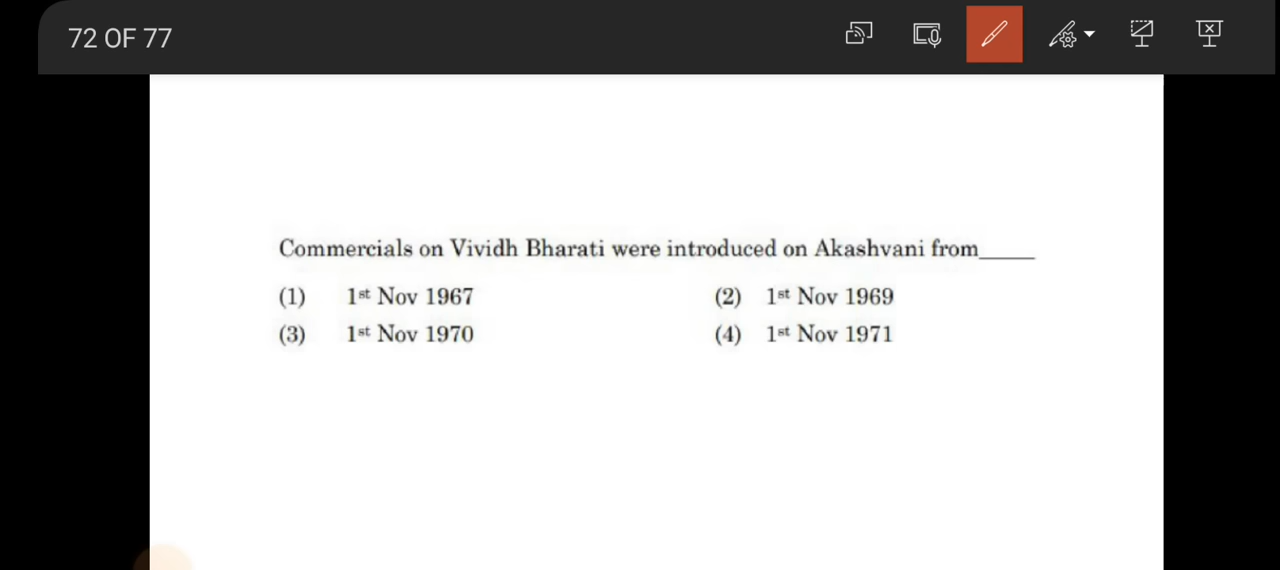 72 OF 77
Commercials on Vividh Bharati were introduced on Akashvani from_____
(1) 1st Nov 1967 (2) 1st Nov 1969
(3) 1st Nov 1970 (4) 1st Nov 1971